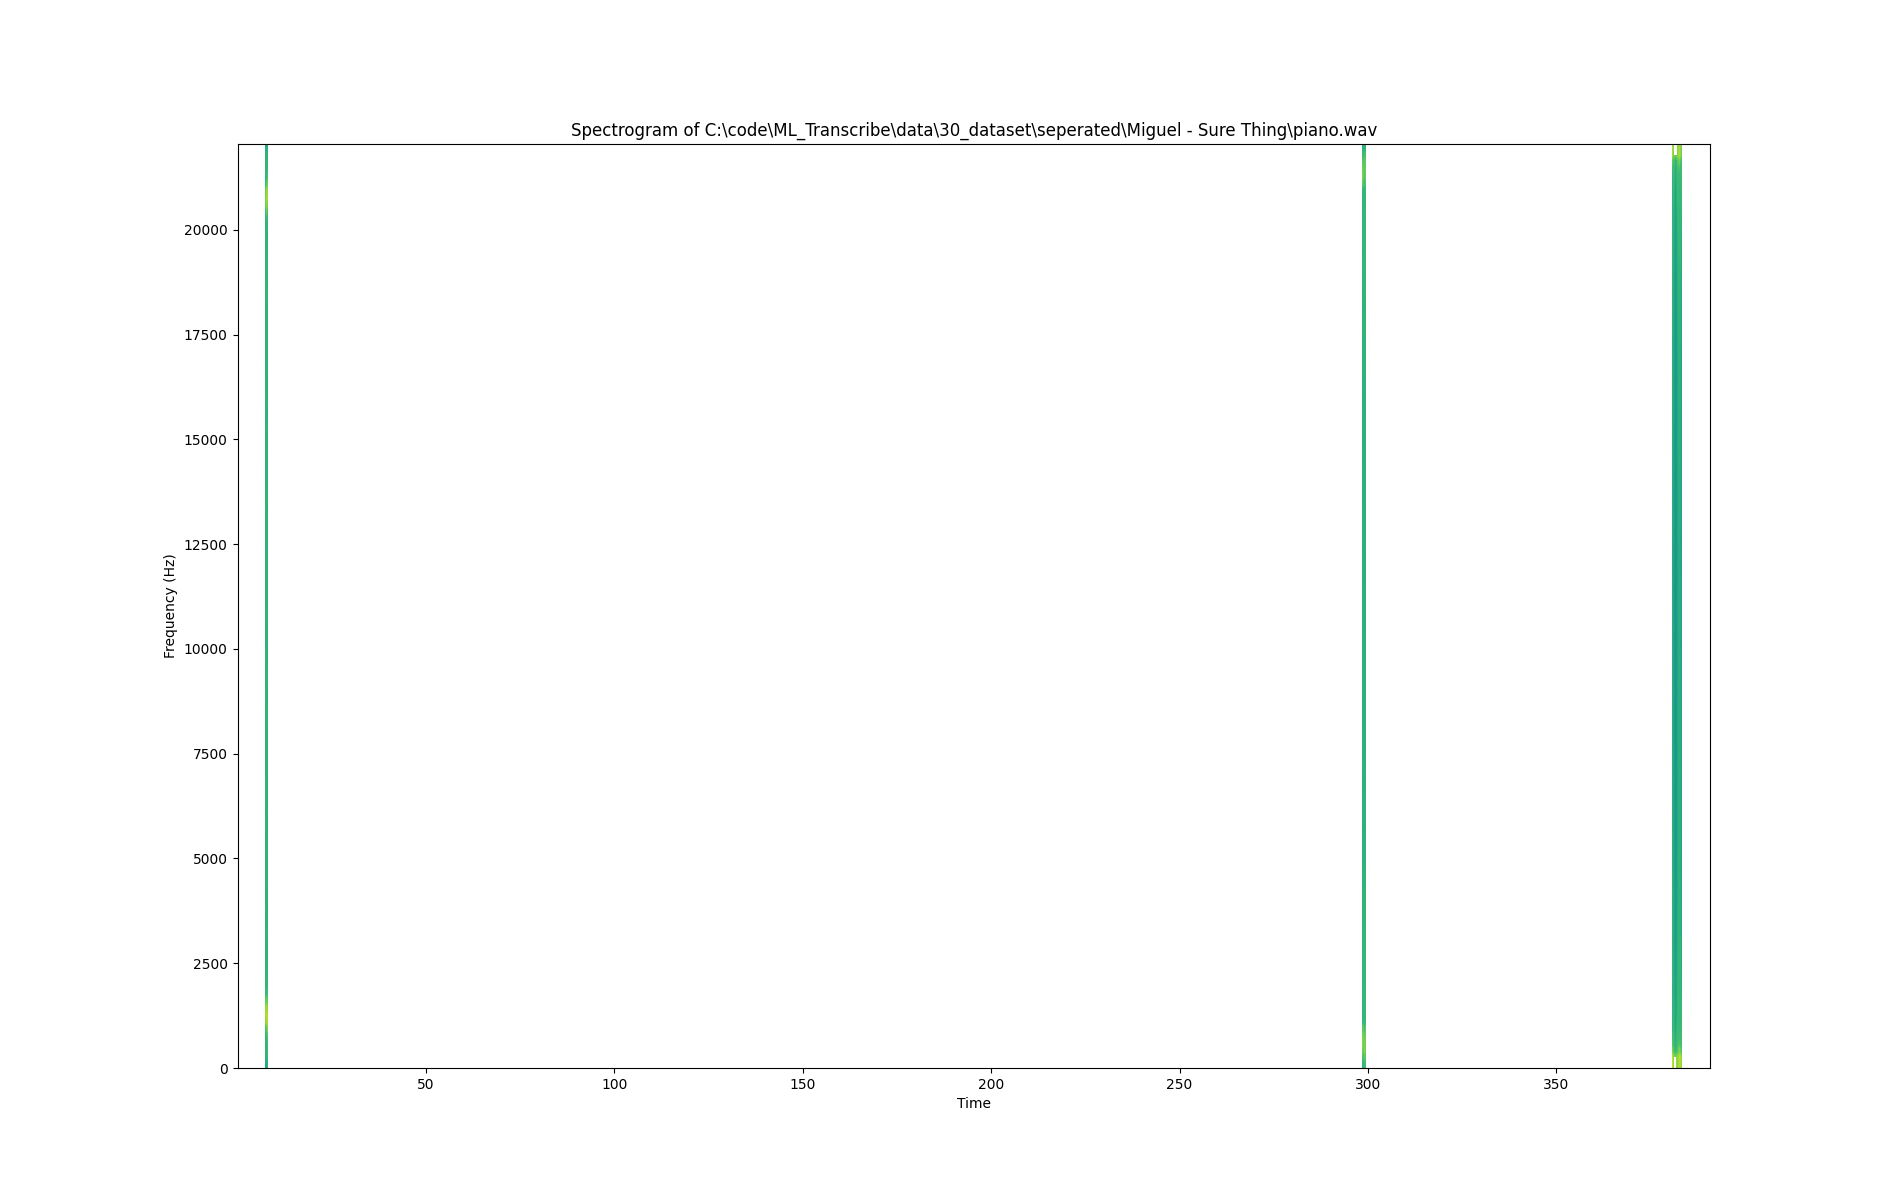 Spectrogram of C:\code\ML_Transcribe\data\30_dataset\seperated\Miguel - Sure Thing\piano.wav
20000
17500
15000
12500
10000
7500
5000
2500
0
Frequency (Hz)
50 100 150 200 250 300 350
Time